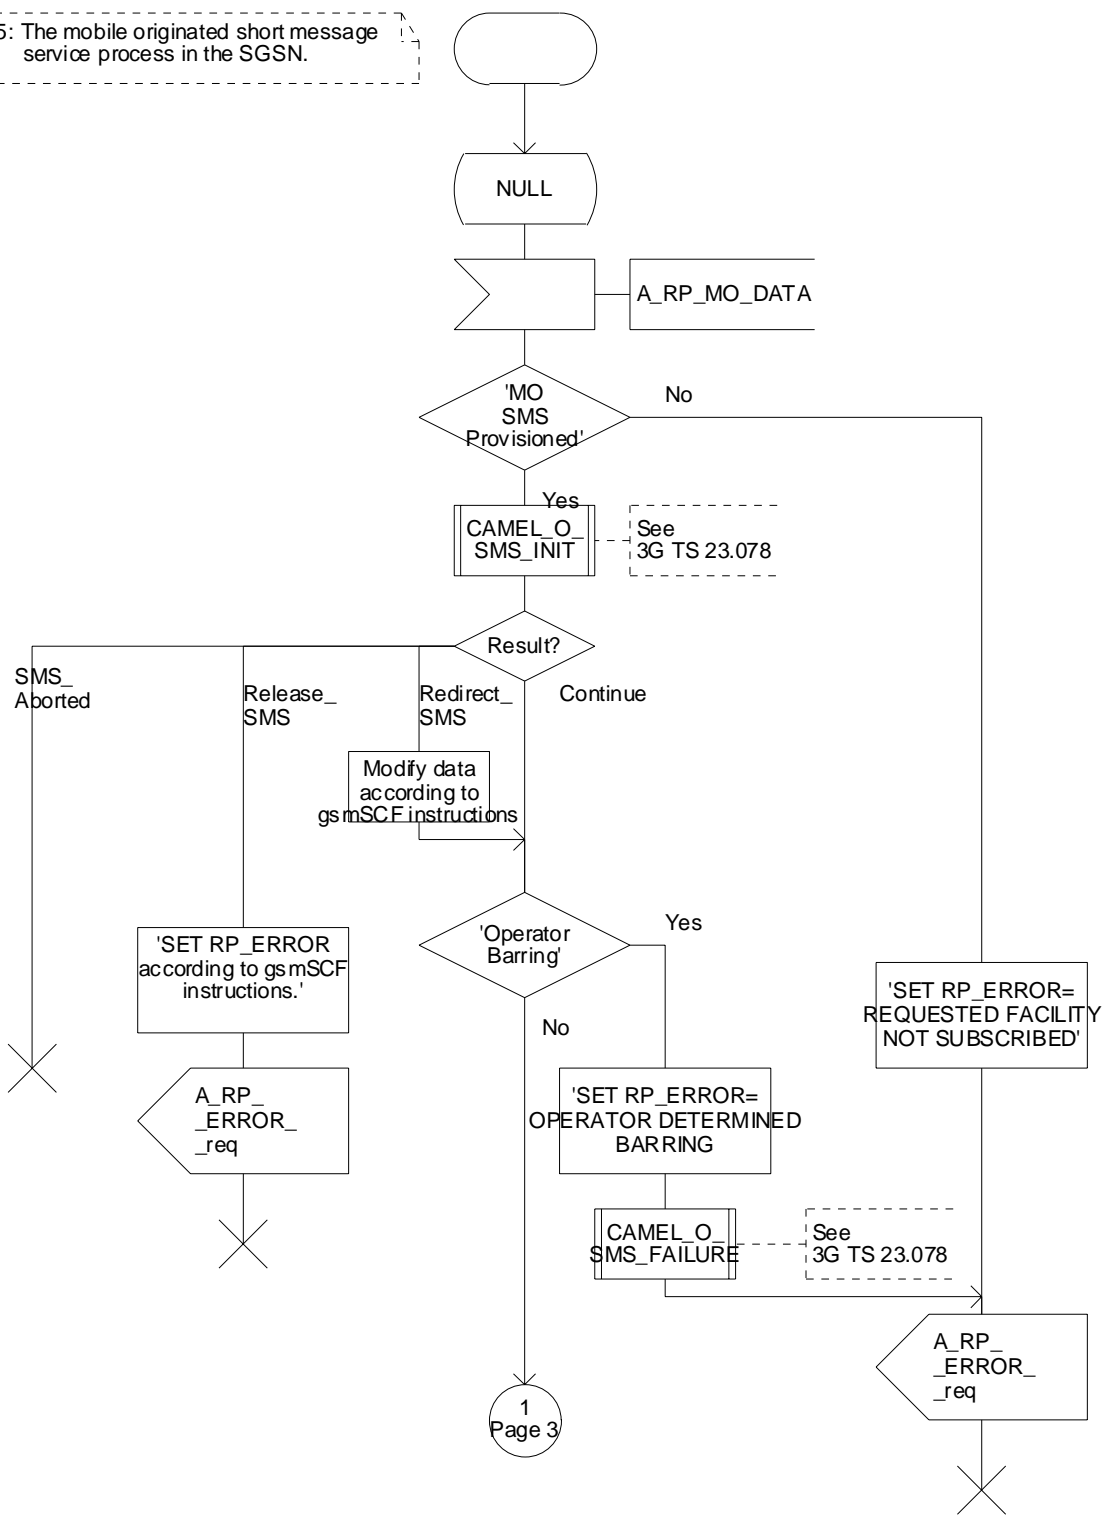 5: The mobile originated short message
service process in the SGSN.
NULL
A_RP_MO_DATA
'MO
SMS
Provisioned'
No
Yes
CAMEL_O_
SMS_INIT
See
3G TS 23.078
Result?
SMS_
Aborted
Release_
SMS
Redirect_
SMS
Continue
Modify data
according to
gsmSCF instructions
'Operator
Barring'
Yes
No
'SET RP_ERROR
according to gsmSCF
instructions.'
'SET RP_ERROR=
REQUESTED FACILITY
NOT SUBSCRIBED'
A_RP_
_ERROR_
_req
'SET RP_ERROR=
OPERATOR DETERMINED
BARRING
CAMEL_O_
SMS_FAILURE
See
3G TS 23.078
A_RP_
_ERROR_
_req
1
Page 3